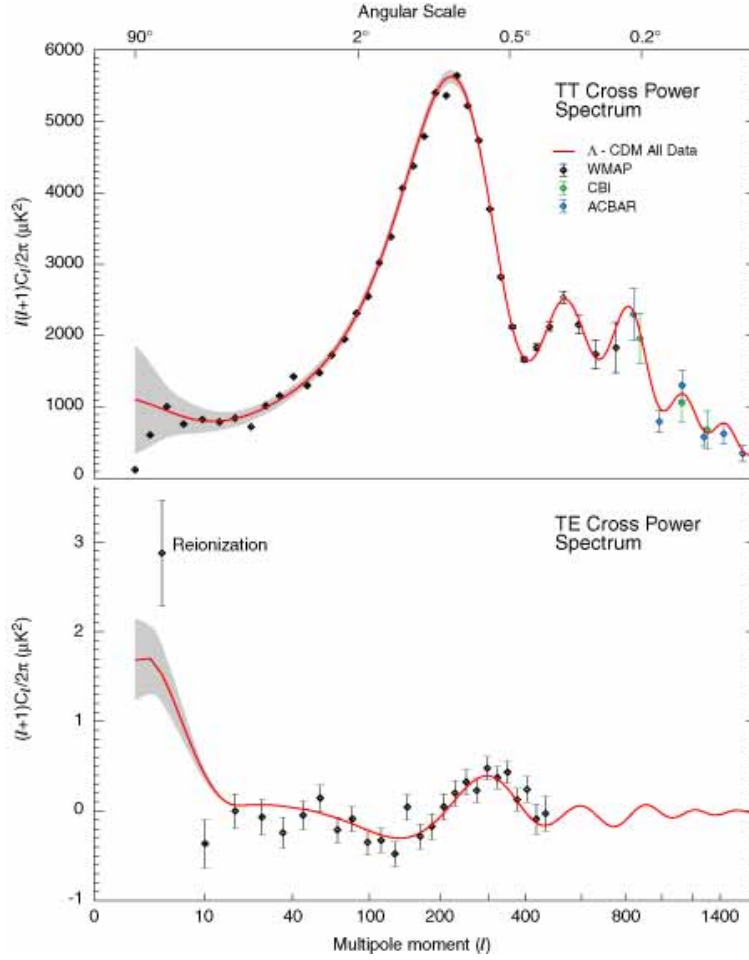 Angular Scale
90° 2° 0.5° 0.2°
6000
5000
4000
3000
2000
1000
0
l(l+1)Cl/2π (μK²)
TT Cross Power
Spectrum
Λ - CDM All Data
WMAP
CBI
ACBAR
3
2
1
0
-1
(l+1)Cl/2π (μK²)
Reionization
TE Cross Power
Spectrum
0 10 40 100 200 400 800 1400
Multipole moment (l)